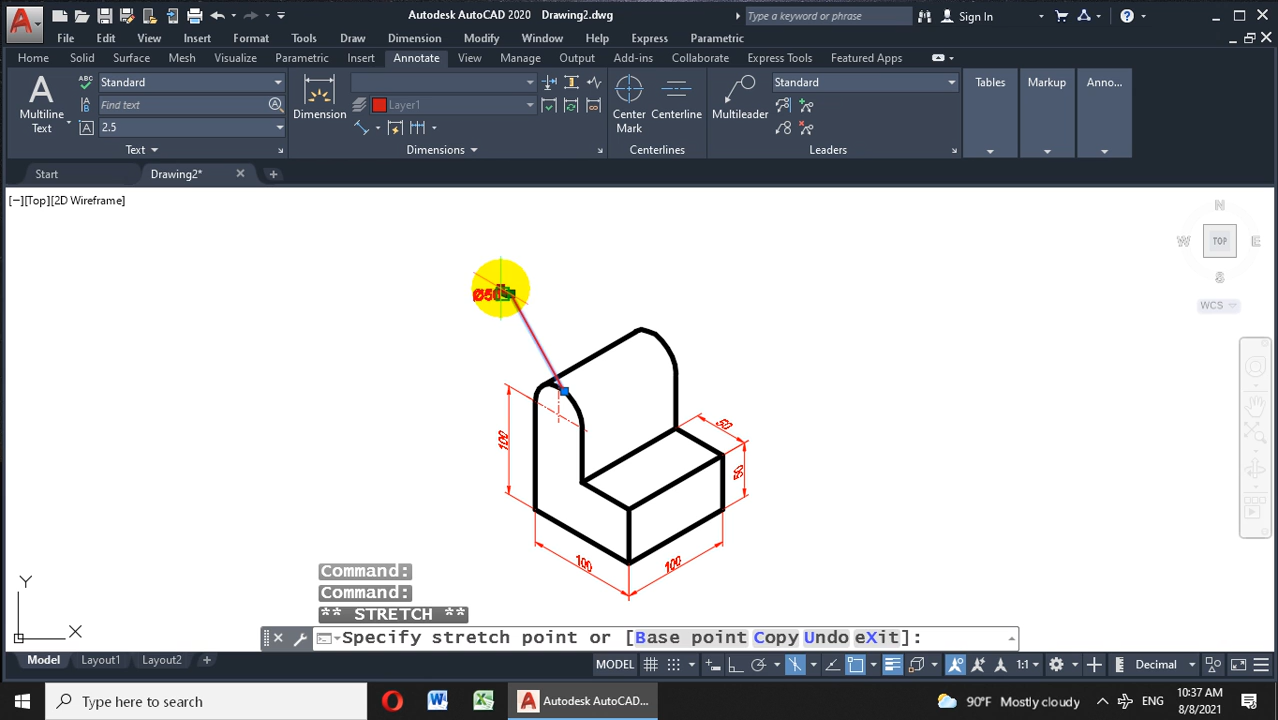 Autodesk AutoCAD 2020 Drawing2.dwg
Type a keyword or phrase
Sign In
File Edit View Insert Format Tools Draw Dimension Modify Window Help Express Parametric
Home Solid Surface Mesh Visualize Parametric Insert Annotate View Manage Output Add-ins Collaborate Express Tools Featured Apps
Multiline
Text
ABC Standard
Find text
2.5
Text
Dimension
Layer1
Dimensions
Center
Mark
Centerline
Centerlines
Multileader
Standard
Leaders
Tables
Markup
Anno...
Start
Drawing2*
[−][Top][2D Wireframe]
N
W TOP E
S
WCS
Ø50
100
50
50
100
100
Y
X
Command:
Command:
** STRETCH **
Specify stretch point or [Base point Copy Undo eXit]:
Model Layout1 Layout2
MODEL
1:1
Decimal
Type here to search
Autodesk AutoCAD...
90°F Mostly cloudy
ENG
10:37 AM
8/8/2021